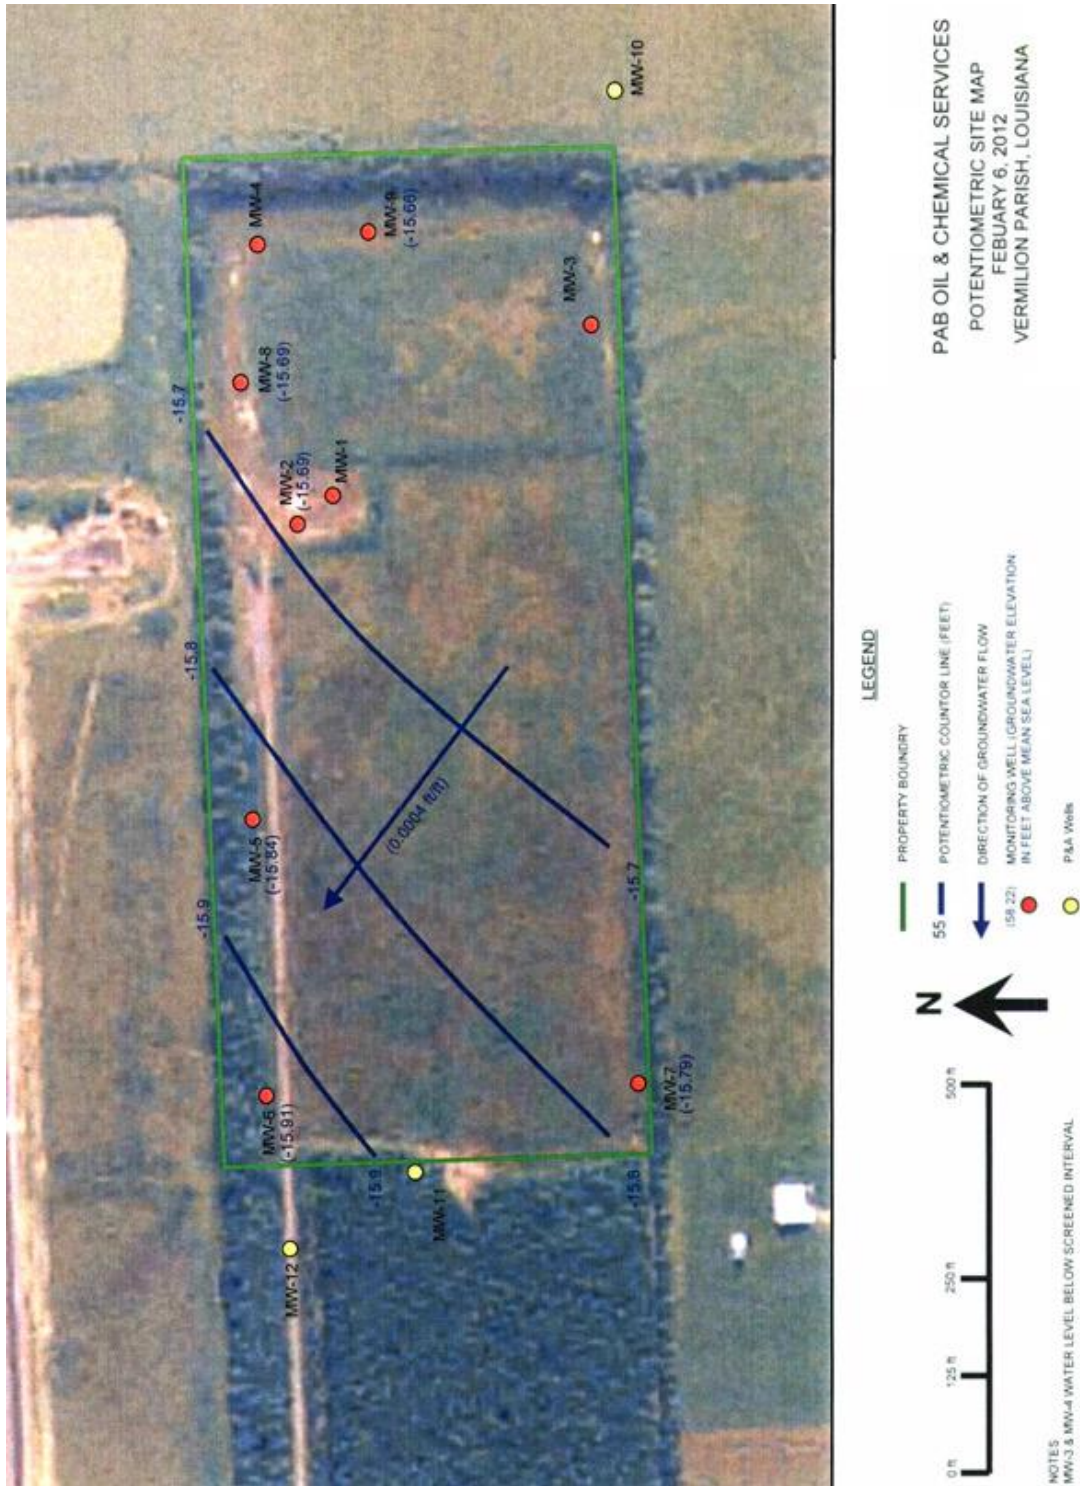 MW-10
MW-4
MW-9
(-15.66)
MW-3
-15.7
MW-8
(-15.69)
MW-2
(-15.69)
MW-1
-15.8
(0.0004 ft/ft)
MW-5
(-15.84)
-15.7
-15.9
MW-6
(-15.91)
MW-7
(-15.79)
-15.9
MW-11
-15.8
MW-12
PAB OIL & CHEMICAL SERVICES
POTENTIOMETRIC SITE MAP
FEBUARY 6, 2012
VERMILION PARISH, LOUISIANA
LEGEND
PROPERTY BOUNDRY
55 POTENTIOMETRIC COUNTOR LINE (FEET)
DIRECTION OF GROUNDWATER FLOW
(58.22) MONITORING WELL (GROUNDWATER ELEVATION
IN FEET ABOVE MEAN SEA LEVEL)
P&A Wells
N
0 ft 125 ft 250 ft 500 ft
NOTES
MW-3 & MW-4 WATER LEVEL BELOW SCREENED INTERVAL